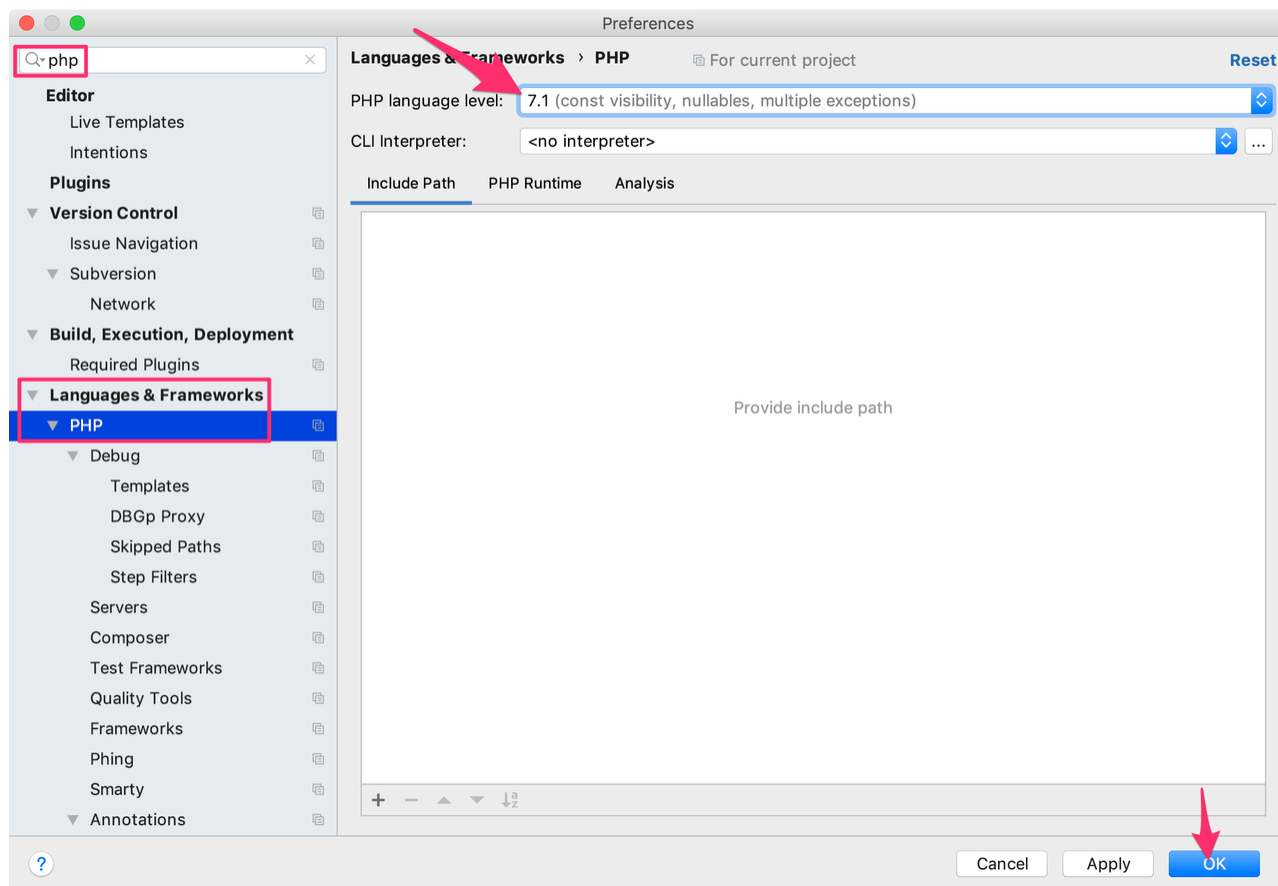 Preferences
php
Editor
Live Templates
Intentions
Plugins
Version Control
Issue Navigation
Subversion
Network
Build, Execution, Deployment
Required Plugins
Languages & Frameworks
PHP
Debug
Templates
DBGp Proxy
Skipped Paths
Step Filters
Servers
Composer
Test Frameworks
Quality Tools
Frameworks
Phing
Smarty
Annotations
Languages & Frameworks › PHP For current project Reset
PHP language level: 7.1 (const visibility, nullables, multiple exceptions)
CLI Interpreter: <no interpreter> ...
Include Path PHP Runtime Analysis
Provide include path
? Cancel Apply OK